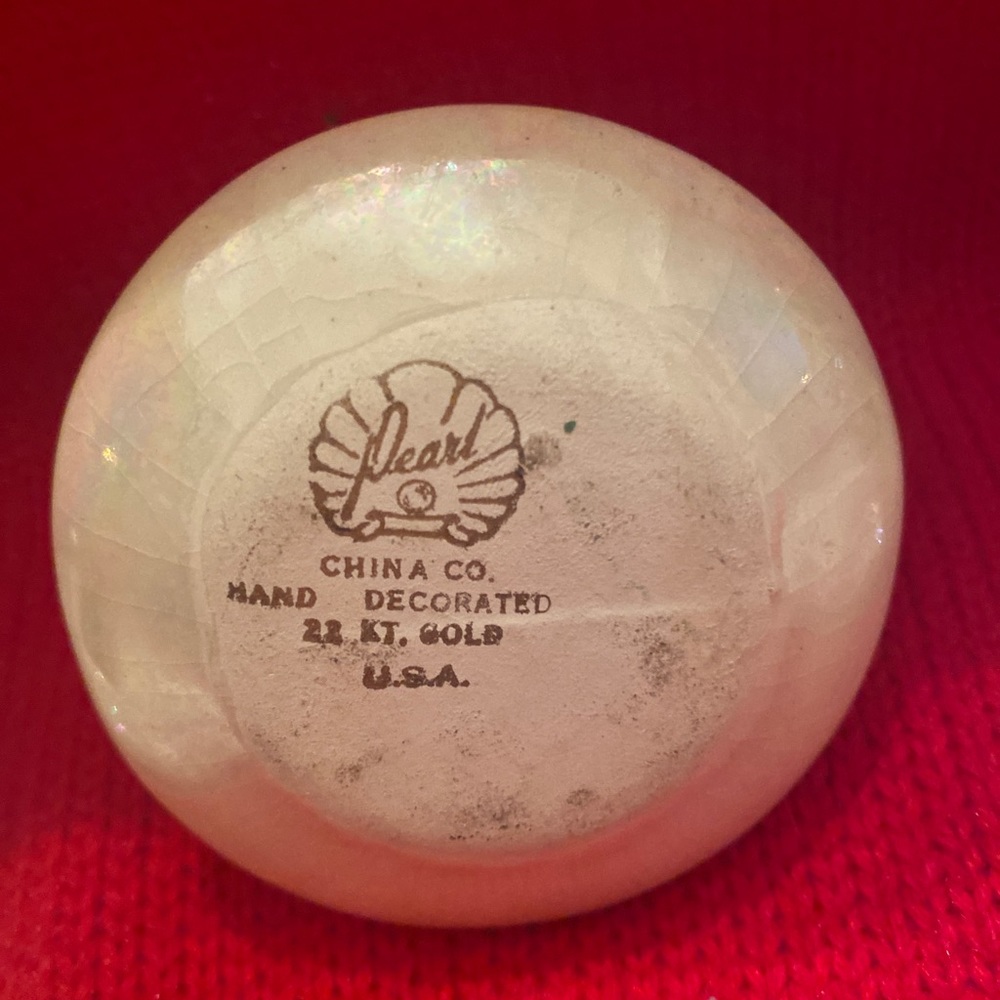 Pearl
CHINA CO.
HAND DECORATED
22 KT. GOLD
U.S.A.